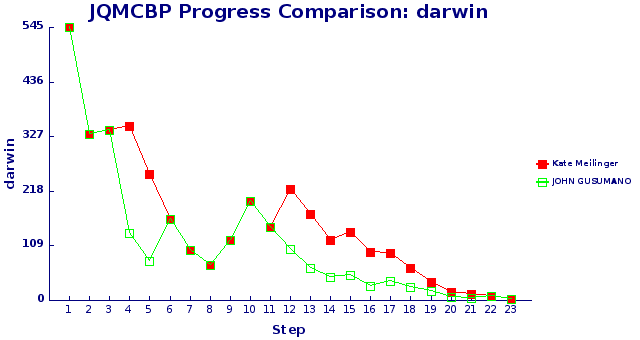 JQMCBP Progress Comparison: darwin
545
436
327
218
109
0
darwin
1 2 3 4 5 6 7 8 9 10 11 12 13 14 15 16 17 18 19 20 21 22 23
Step
Kate Meilinger
JOHN GUSUMANO